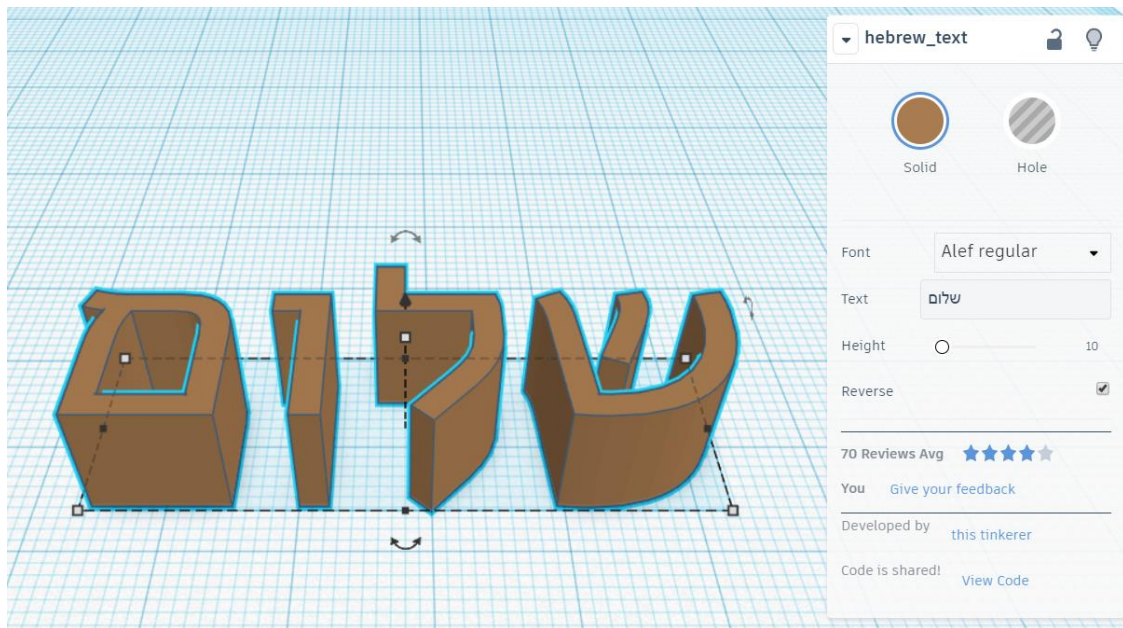 שלום
hebrew_text
Solid Hole
Font Alef regular
Text שלום
Height 10
Reverse
70 Reviews Avg
You Give your feedback
Developed by this tinkerer
Code is shared! View Code